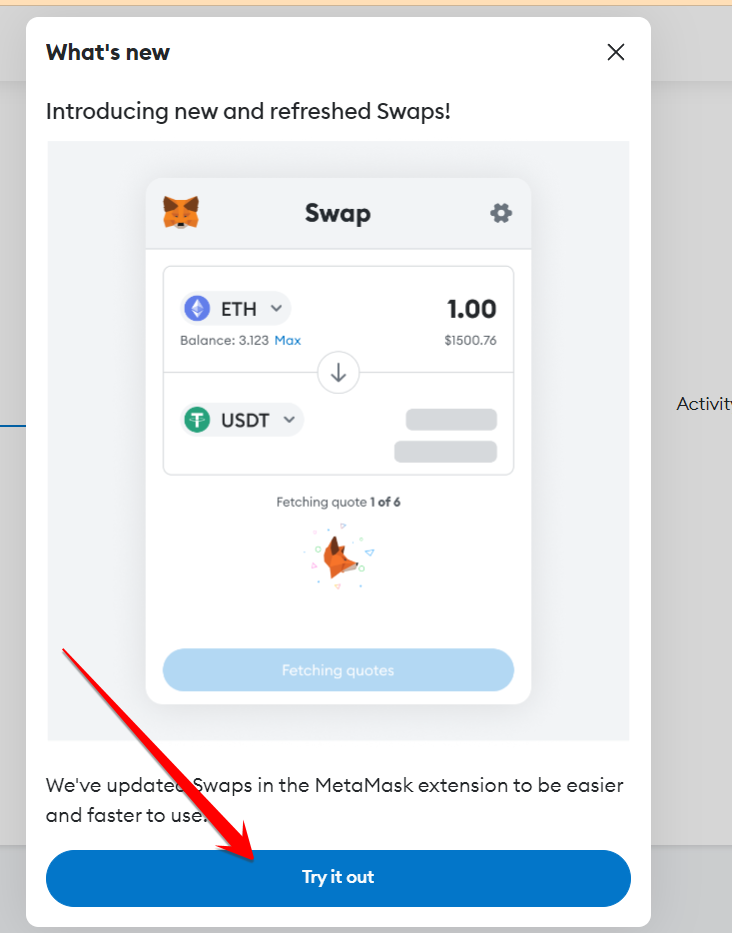 What's new
Introducing new and refreshed Swaps!
Swap
ETH
1.00
Balance: 3.123 Max
$1500.76
USDT
Fetching quote 1 of 6
Fetching quotes
We've updated Swaps in the MetaMask extension to be easier
and faster to use.
Try it out